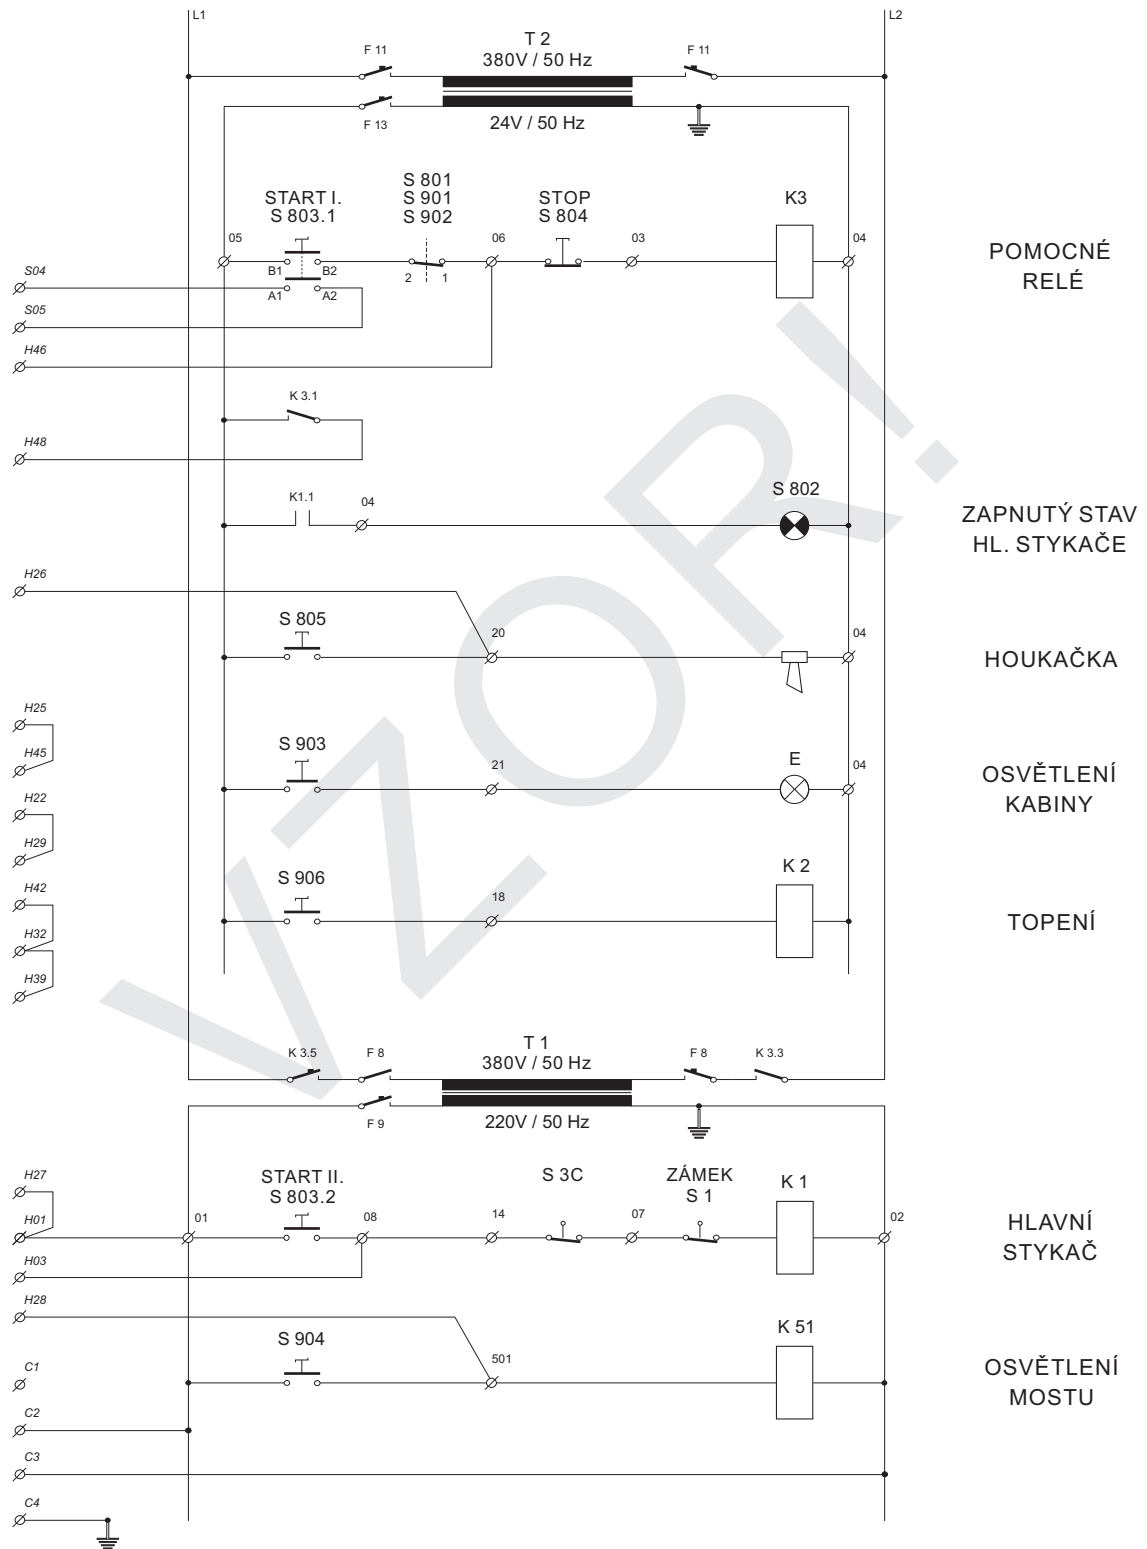 L1
L2
T 2
380V / 50 Hz
F 11
F 11
F 13
24V / 50 Hz
START I.
S 803.1
S 801
S 901
S 902
STOP
S 804
K3
05
06
03
04
B1
B2
2
1
A1
A2
POMOCNÉ
RELÉ
S04
S05
H46
K 3.1
H48
K1.1
04
S 802
ZAPNUTÝ STAV
HL. STYKAČE
H26
S 805
20
04
HOUKAČKA
H25
H45
S 903
21
E
04
OSVĚTLENÍ
KABINY
H22
H29
H42
H32
H39
S 906
18
K 2
TOPENÍ
VZOR!
K 3.5
F 8
T 1
380V / 50 Hz
F 8
K 3.3
F 9
220V / 50 Hz
H27
H01
H03
H28
START II.
S 803.2
S 3C
ZÁMEK
S 1
K 1
01
08
14
07
02
HLAVNÍ
STYKAČ
S 904
501
K 51
OSVĚTLENÍ
MOSTU
C1
C2
C3
C4